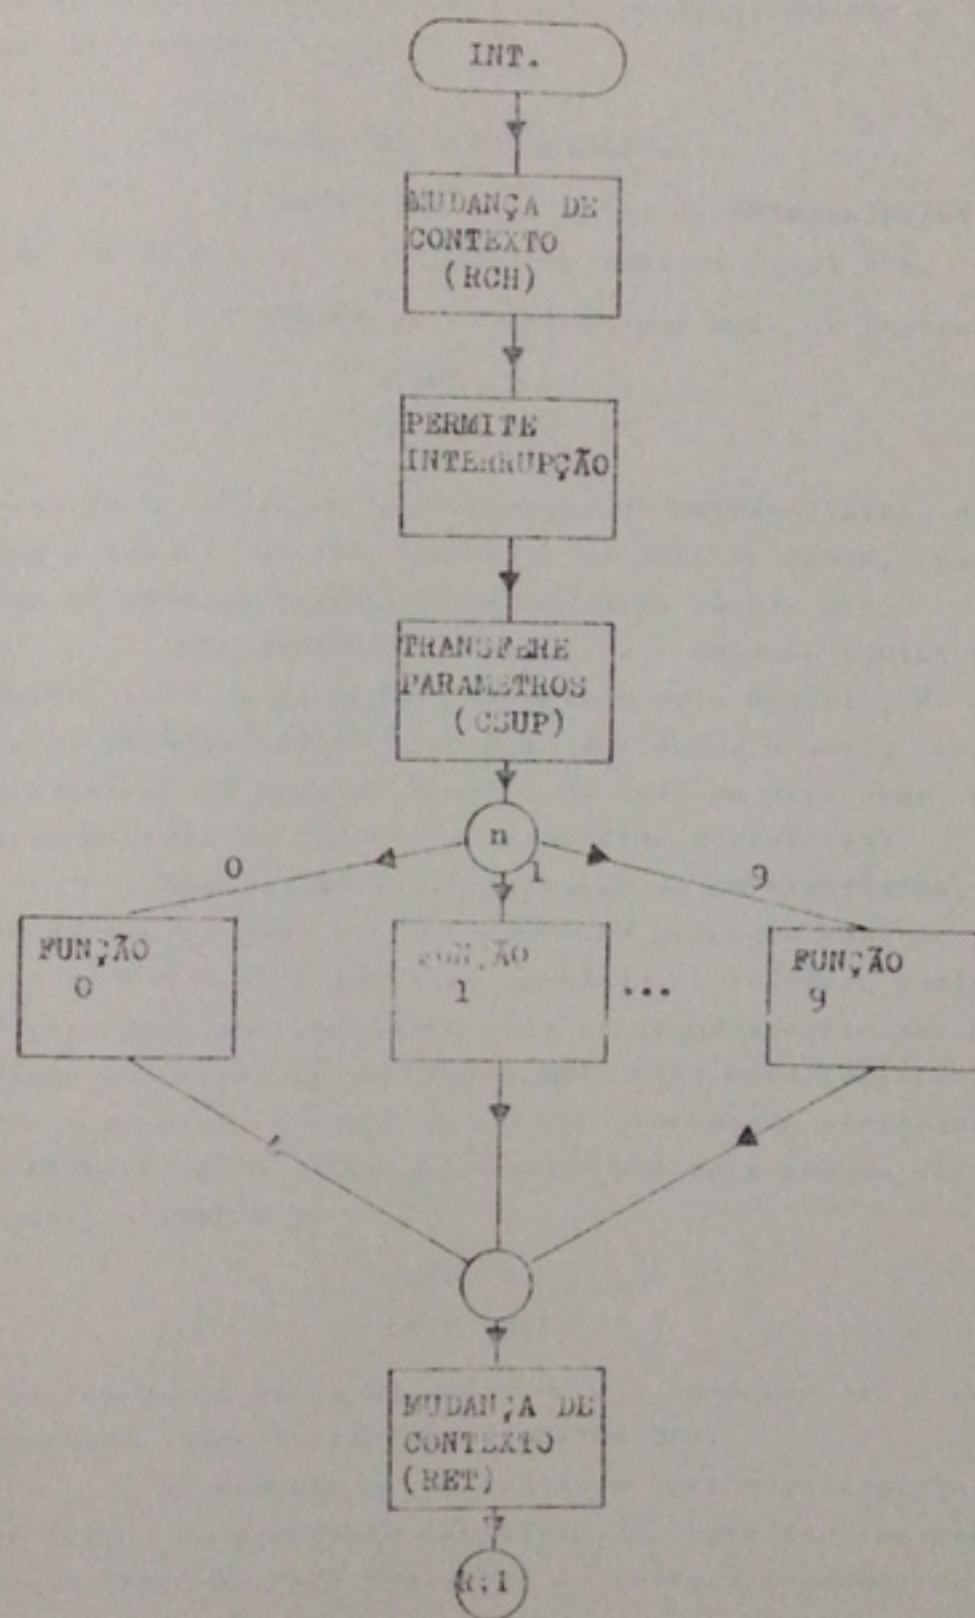 INT.
MUDANÇA DE
CONTEXTO
(RCH)
PERMITE
INTERRUPÇÃO
TRANSFERE
PARAMETROS
(CSUP)
n
0
1
9
FUNÇÃO
0
FUNÇÃO
1
...
FUNÇÃO
9
MUDANÇA DE
CONTEXTO
(RET)